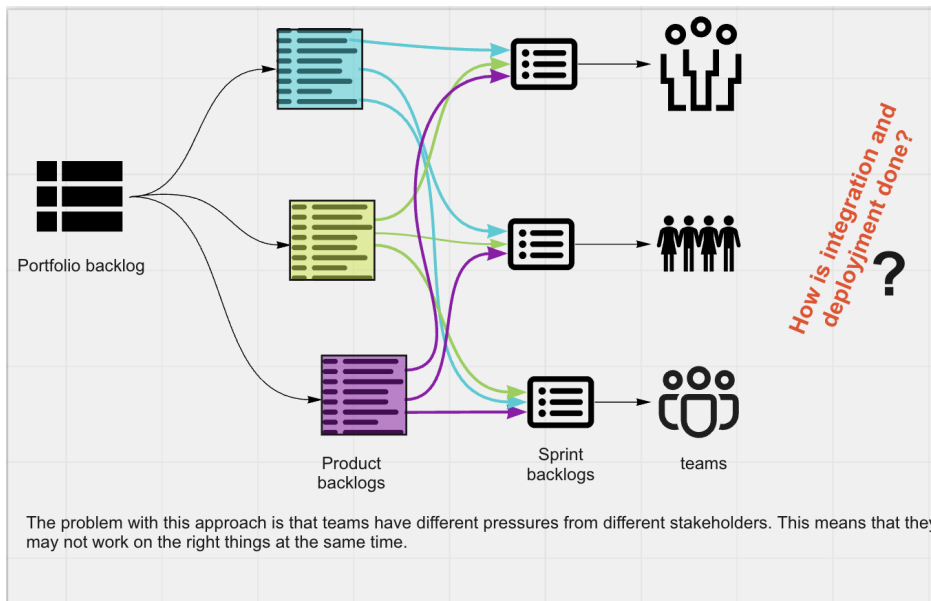 Portfolio backlog
Product
backlogs
Sprint
backlogs
teams
How is integration and
deployjment done?
?
The problem with this approach is that teams have different pressures from different stakeholders. This means that they
may not work on the right things at the same time.